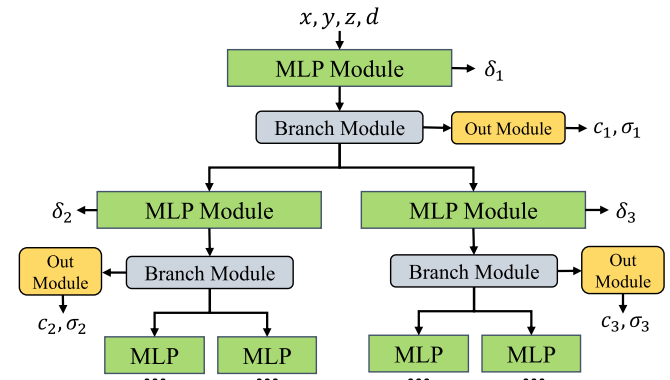 x, y, z, d
MLP Module
δ₁
Branch Module
Out Module
c₁, σ₁
δ₂
MLP Module
MLP Module
δ₃
Out
Module
Branch Module
Branch Module
Out
Module
c₂, σ₂
c₃, σ₃
MLP
MLP
MLP
MLP